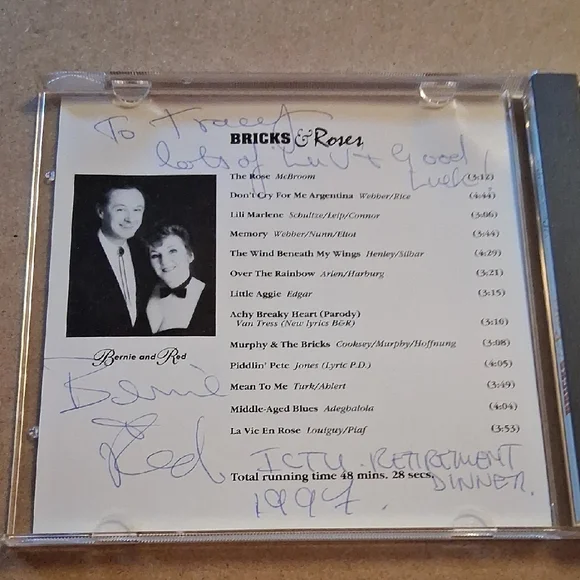 To Tracey
BRICKS & Roses
lots of luv + Good
Luck!
The Rose McBroom (3:12)
Don't Cry For Me Argentina Webber/Rice (4:44)
Lili Marlene Schultze/Leip/Connor (3:06)
Memory Webber/Nunn/Eliot (3:44)
The Wind Beneath My Wings Henley/Silbar (4:29)
Over The Rainbow Arlen/Harburg (3:21)
Little Aggie Edgar (3:15)
Achy Breaky Heart (Parody)
Van Tress (New lyrics B&R) (3:10)
Murphy & The Bricks Cooksey/Murphy/Hoffnung (3:08)
Piddlin' Pete Jones (Lyric P.D.) (4:05)
Mean To Me Turk/Ahlert (3:49)
Middle-Aged Blues Adegbalola (4:04)
La Vie En Rose Louiguy/Piaf (3:53)
Bernie and Red
Bernie
Red
ICTU RETIREMENT
Total running time 48 mins. 28 secs.
DINNER.
1997.